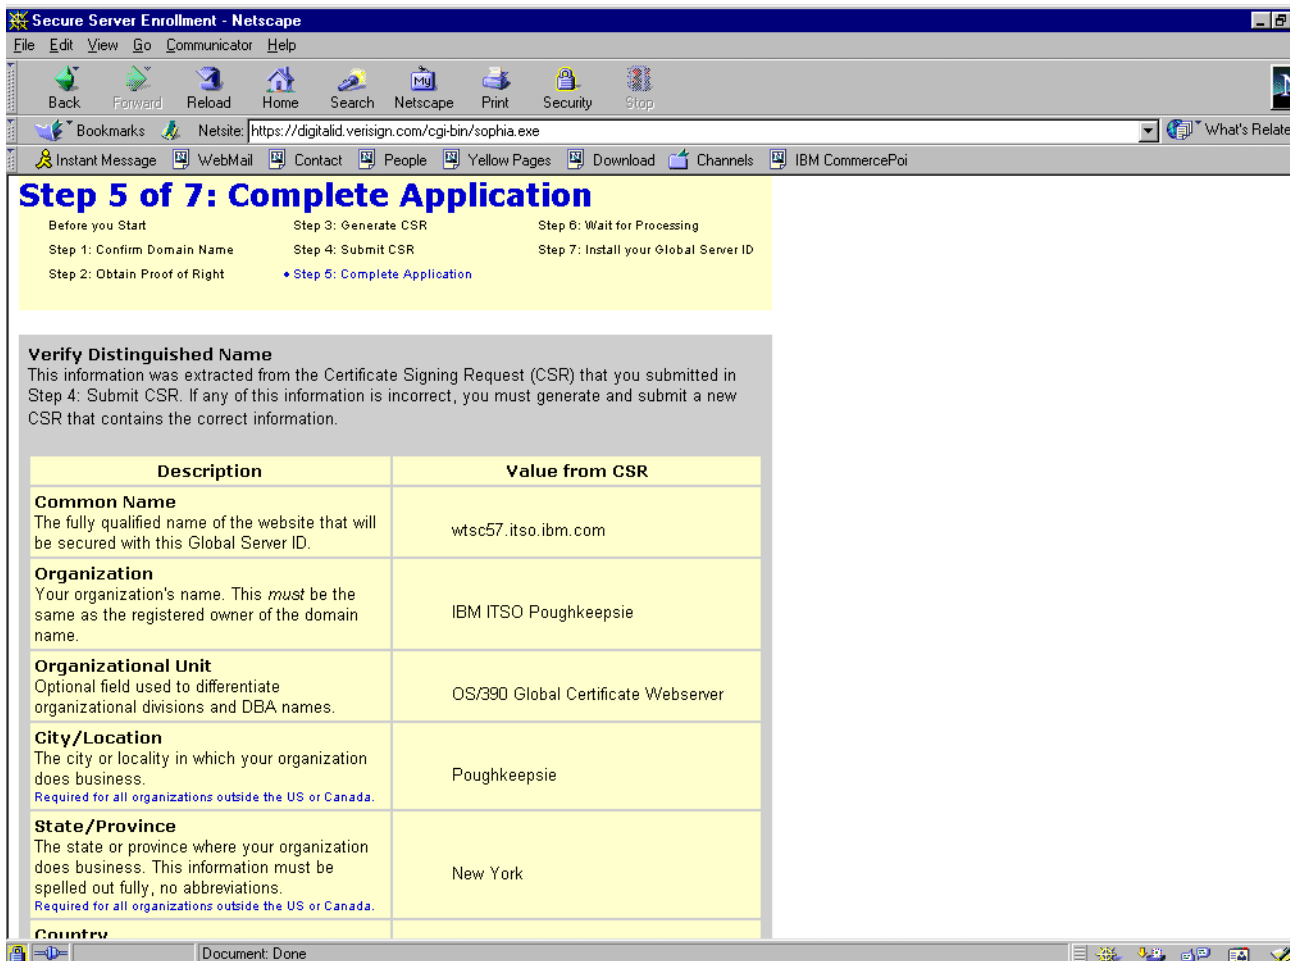 Secure Server Enrollment - Netscape
File Edit View Go Communicator Help
Back Forward Reload Home Search Netscape Print Security Stop
My
Bookmarks Netsite: https://digitalid.verisign.com/cgi-bin/sophia.exe What's Relate
Instant Message WebMail Contact People Yellow Pages Download Channels IBM CommercePoi
Step 5 of 7: Complete Application
Before you Start Step 3: Generate CSR Step 6: Wait for Processing
Step 1: Confirm Domain Name Step 4: Submit CSR Step 7: Install your Global Server ID
Step 2: Obtain Proof of Right • Step 5: Complete Application
Verify Distinguished Name
This information was extracted from the Certificate Signing Request (CSR) that you submitted in
Step 4: Submit CSR. If any of this information is incorrect, you must generate and submit a new
CSR that contains the correct information.
Description Value from CSR
Common Name
The fully qualified name of the website that will
be secured with this Global Server ID.
wtsc57.itso.ibm.com
Organization
Your organization's name. This must be the
same as the registered owner of the domain
name.
IBM ITSO Poughkeepsie
Organizational Unit
Optional field used to differentiate
organizational divisions and DBA names.
OS/390 Global Certificate Webserver
City/Location
The city or locality in which your organization
does business.
Required for all organizations outside the US or Canada.
Poughkeepsie
State/Province
The state or province where your organization
does business. This information must be
spelled out fully, no abbreviations.
Required for all organizations outside the US or Canada.
New York
Country
Document: Done